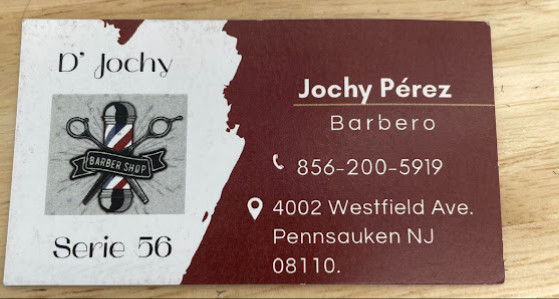 D' Jochy
BARBER SHOP
Serie 56
Jochy Pérez
Barbero
856-200-5919
4002 Westfield Ave.
Pennsauken NJ
08110.